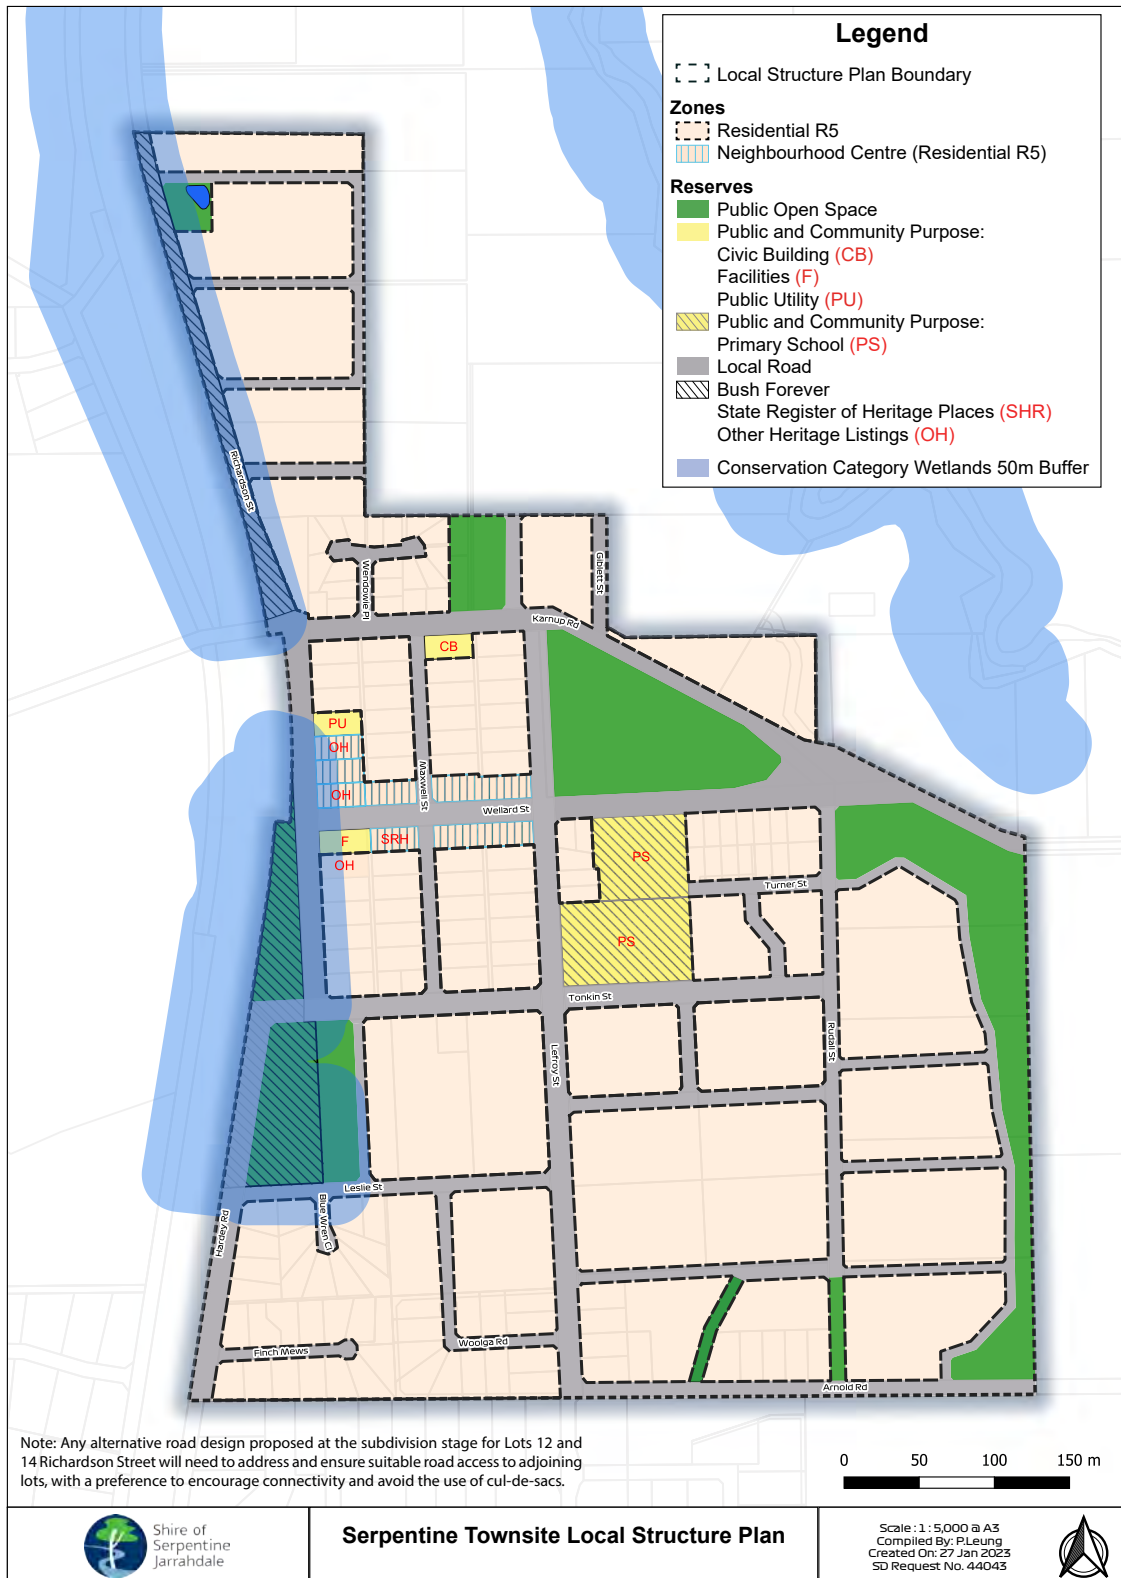 Legend
Local Structure Plan Boundary
Zones
Residential R5
Neighbourhood Centre (Residential R5)
Reserves
Public Open Space
Public and Community Purpose:
Civic Building (CB)
Facilities (F)
Public Utility (PU)
Public and Community Purpose:
Primary School (PS)
Local Road
Bush Forever
State Register of Heritage Places (SHR)
Other Heritage Listings (OH)
Conservation Category Wetlands 50m Buffer
Richardson St
Wendowie Pl
Giblett St
Karnup Rd
CB
PU
OH
Maxwell St
OH
Wellard St
F
SRH
OH
PS
Turner St
PS
Tonkin St
Rudall St
Lefroy St
Leslie St
Blue Wren Cl
Hardey Rd
Woolga Rd
Finch Mews
Arnold Rd
Note: Any alternative road design proposed at the subdivision stage for Lots 12 and
14 Richardson Street will need to address and ensure suitable road access to adjoining
lots, with a preference to encourage connectivity and avoid the use of cul-de-sacs.
0 50 100 150 m
Shire of
Serpentine
Jarrahdale
Serpentine Townsite Local Structure Plan
Scale : 1 : 5,000 @ A3
Compiled By: P.Leung
Created On: 27 Jan 2023
SD Request No. 44043